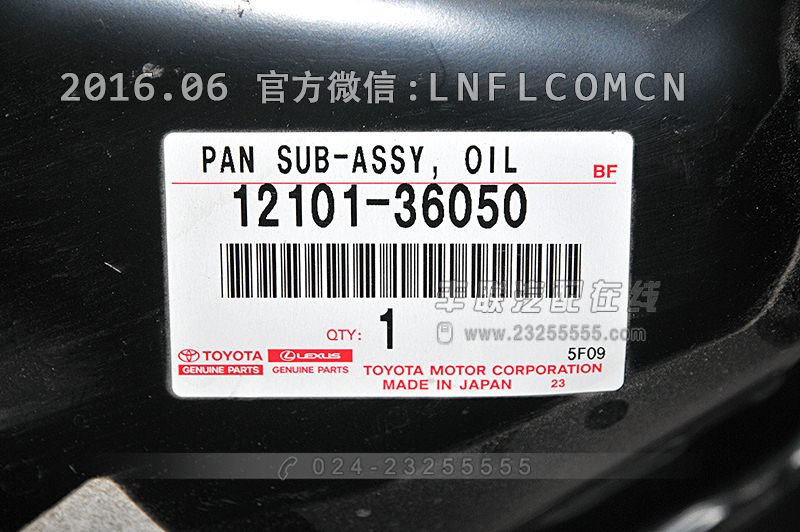 2016.06 官方微信:LNFLCOMCN
PAN SUB-ASSY, OIL
BF
12101-36050
丰联汽配在线
www.23255555.com
QTY: 1
5F09
TOYOTA LEXUS
GENUINE PARTS GENUINE PARTS
TOYOTA MOTOR CORPORATION
MADE IN JAPAN 23
024-23255555